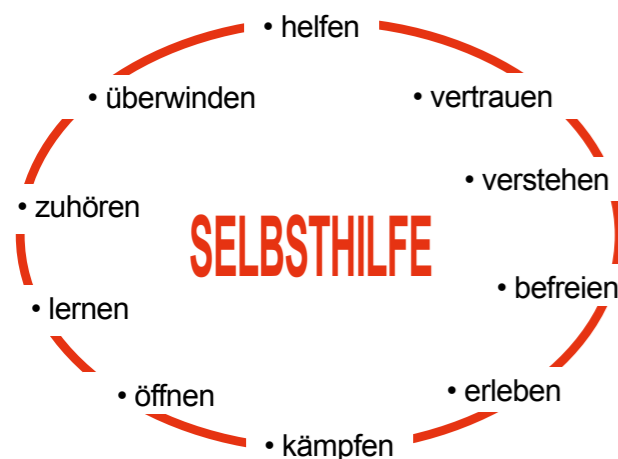 • helfen
• überwinden
• vertrauen
• verstehen
• zuhören
SELBSTHILFE
• befreien
• lernen
• öffnen
• erleben
• kämpfen